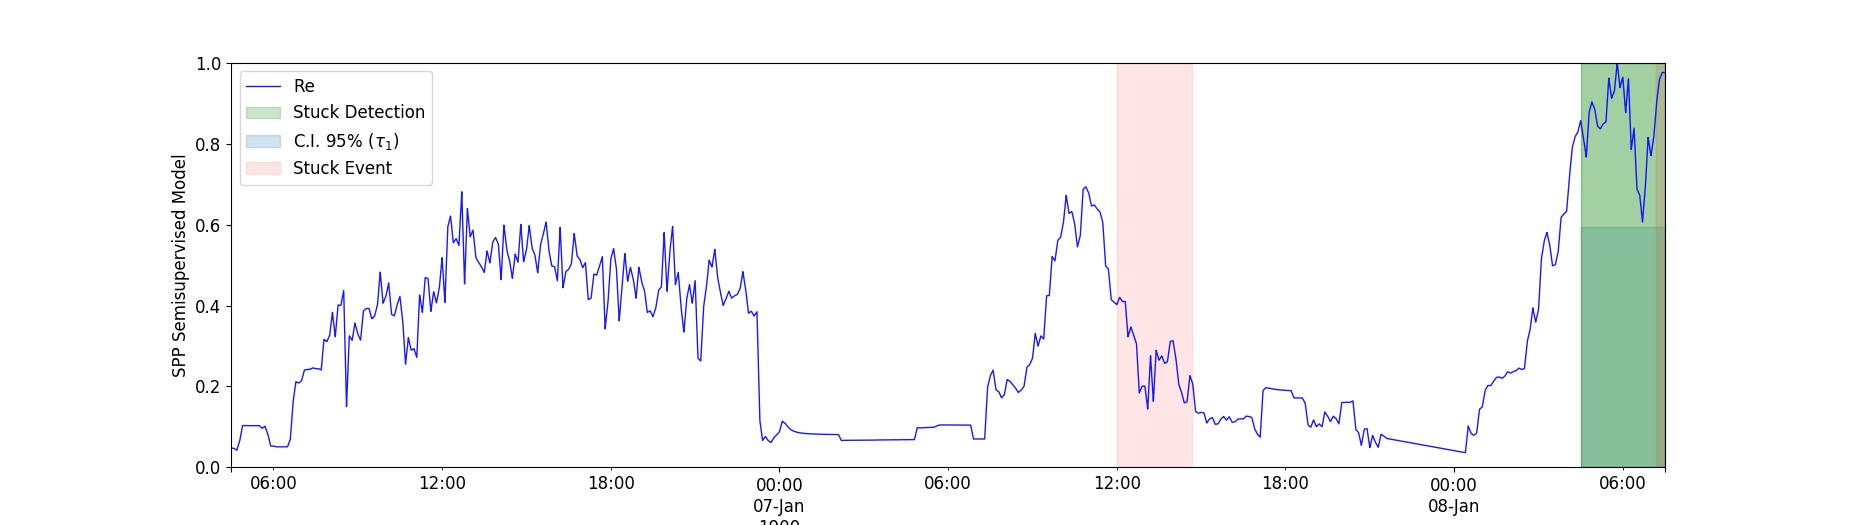 1.0
0.8
0.6
0.4
0.2
0.0
SPP Semisupervised Model
Re
Stuck Detection
C.I. 95% (τ₁)
Stuck Event
06:00 12:00 18:00 00:00 06:00 12:00 18:00 00:00 06:00
07-Jan 08-Jan
1900